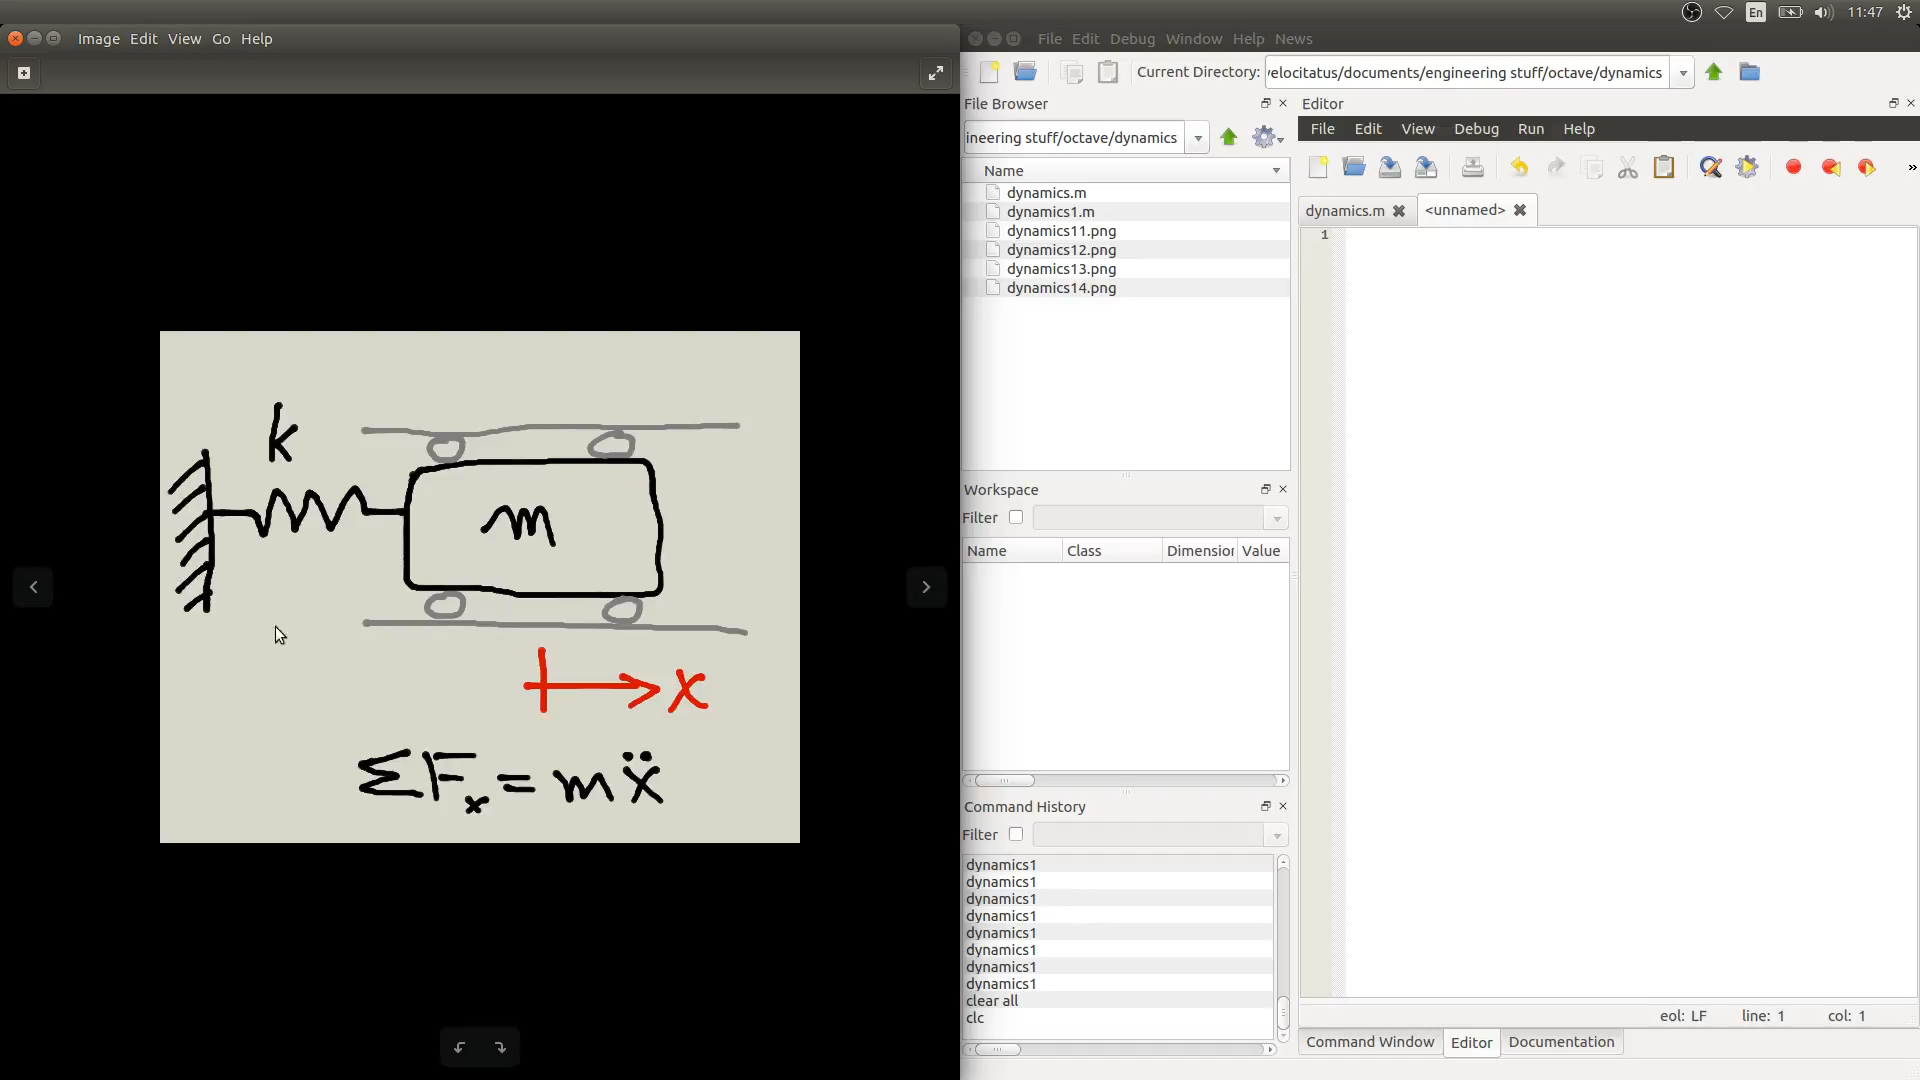 En 11:47
Image Edit View Go Help
File Edit Debug Window Help News
Current Directory: elocitatus/documents/engineering stuff/octave/dynamics
File Browser
ineering stuff/octave/dynamics
Name
dynamics.m
dynamics1.m
dynamics11.png
dynamics12.png
dynamics13.png
dynamics14.png
Workspace
Filter
Name Class Dimension Value
Command History
Filter
dynamics1
dynamics1
dynamics1
dynamics1
dynamics1
dynamics1
dynamics1
dynamics1
clear all
clc
Editor
File Edit View Debug Run Help
»
dynamics.m <unnamed>
1
eol: LF line: 1 col: 1
Command Window Editor Documentation
k
m
x
ΣFₓ = mẍ